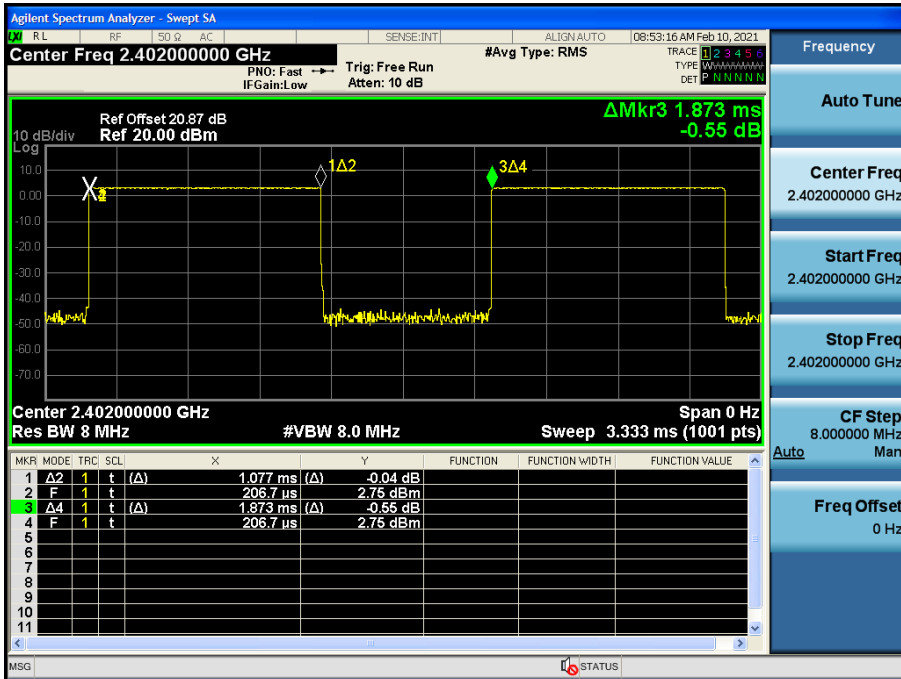 Agilent Spectrum Analyzer - Swept SA
LXI RL RF 50 Ω AC SENSE:INT ALIGN AUTO 08:53:16 AM Feb 10, 2021
Center Freq 2.402000000 GHz #Avg Type: RMS TRACE 1 2 3 4 5 6
PNO: Fast Trig: Free Run TYPE W
IFGain:Low Atten: 10 dB DET P N N N N N
Frequency
ΔMkr3 1.873 ms
-0.55 dB
Ref Offset 20.87 dB
10 dB/div Ref 20.00 dBm
Log
10.0
0.00
-10.0
-20.0
-30.0
-40.0
-50.0
-60.0
-70.0
1Δ2
3Δ4
Center 2.402000000 GHz Span 0 Hz
Res BW 8 MHz #VBW 8.0 MHz Sweep 3.333 ms (1001 pts)
MKR MODE TRC SCL X Y FUNCTION FUNCTION WIDTH FUNCTION VALUE
1 Δ2 1 t (Δ) 1.077 ms (Δ) -0.04 dB
2 F 1 t 206.7 µs 2.75 dBm
3 Δ4 1 t (Δ) 1.873 ms (Δ) -0.55 dB
4 F 1 t 206.7 µs 2.75 dBm
5
6
7
8
9
10
11
MSG STATUS
Auto Tune
Center Freq
2.402000000 GHz
Start Freq
2.402000000 GHz
Stop Freq
2.402000000 GHz
CF Step
8.000000 MHz
Auto Man
Freq Offset
0 Hz